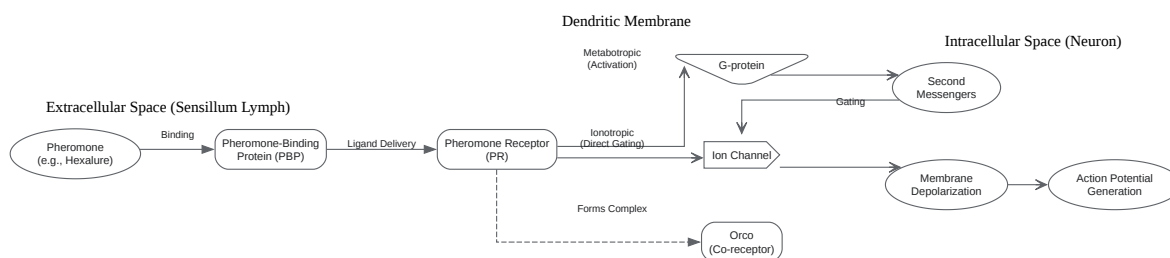 Dendritic Membrane
Intracellular Space (Neuron)
Extracellular Space (Sensillum Lymph)
Metabotropic
(Activation)
G-protein
Second
Messengers
Gating
Binding
Ligand Delivery
Ionotropic
(Direct Gating)
Pheromone
(e.g., Hexalure)
Pheromone-Binding
Protein (PBP)
Pheromone Receptor
(PR)
Ion Channel
Membrane
Depolarization
Action Potential
Generation
Forms Complex
Orco
(Co-receptor)